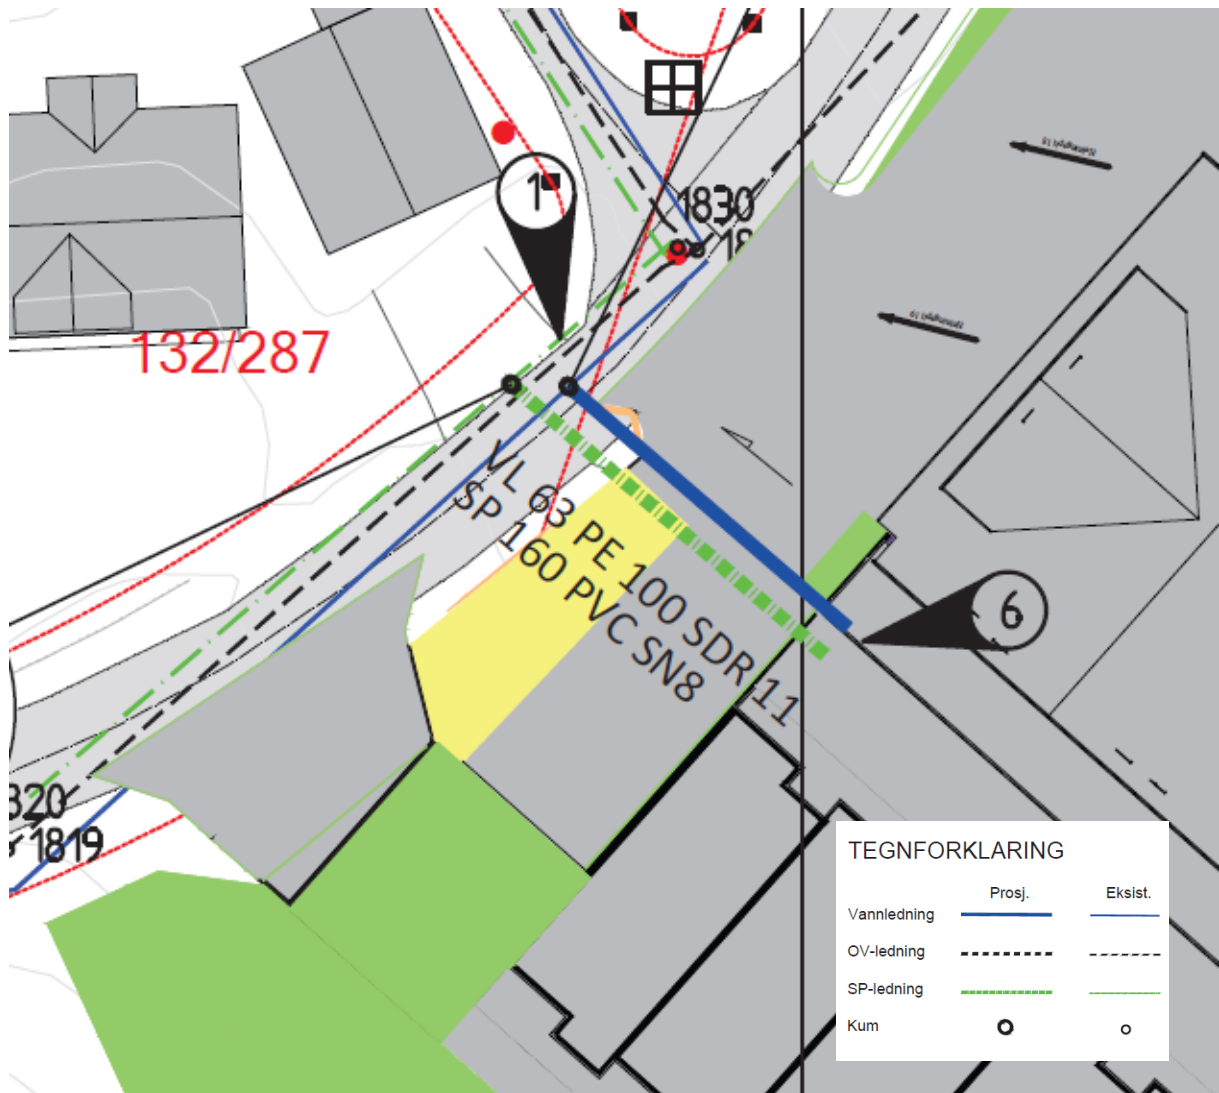 1
1830
18
132/287
VL 63 PE 100 SDR 11
SP 160 PVC SN8
6
320
1819
TEGNFORKLARING
Prosj.
Eksist.
Vannledning
OV-ledning
SP-ledning
Kum